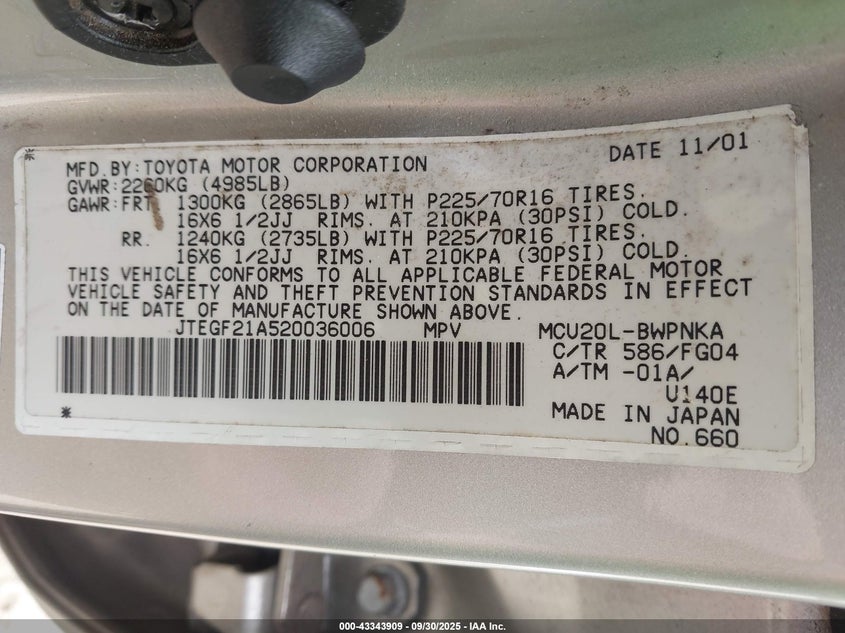 MFD.BY:TOYOTA MOTOR CORPORATION DATE 11/01
GVWR:2260KG (4985LB)
GAWR:FRT 1300KG (2865LB) WITH P225/70R16 TIRES.
16X6 1/2JJ RIMS. AT 210KPA (30PSI) COLD.
RR. 1240KG (2735LB) WITH P225/70R16 TIRES.
16X6 1/2JJ RIMS. AT 210KPA (30PSI) COLD.
THIS VEHICLE CONFORMS TO ALL APPLICABLE FEDERAL MOTOR
VEHICLE SAFETY AND THEFT PREVENTION STANDARDS IN EFFECT
ON THE DATE OF MANUFACTURE SHOWN ABOVE.
JTEGF21A520036006 MPV MCU20L-BWPNKA
C/TR 586/FG04
A/TM -01A/
U140E
MADE IN JAPAN
NO.660
000-43343909 - 09/30/2025 - IAA Inc.